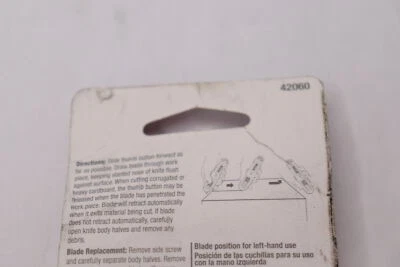 42060
Directions: Slide thumb button forward as
far as possible. Draw knife through work
piece, keeping slanted nose of knife flush
against surface. When cutting corrugated or
heavy cardboard, the thumb button may be
released when the blade has penetrated the
work piece. Blade will retract automatically
when it exits material being cut. If blade
does not retract automatically, carefully
open knife body halves and remove any
debris.
Blade Replacement: Remove side screw
and carefully separate body halves. Remove
Blade position for left-hand use
Posición de las cuchillas para su uso
con la mano izquierda